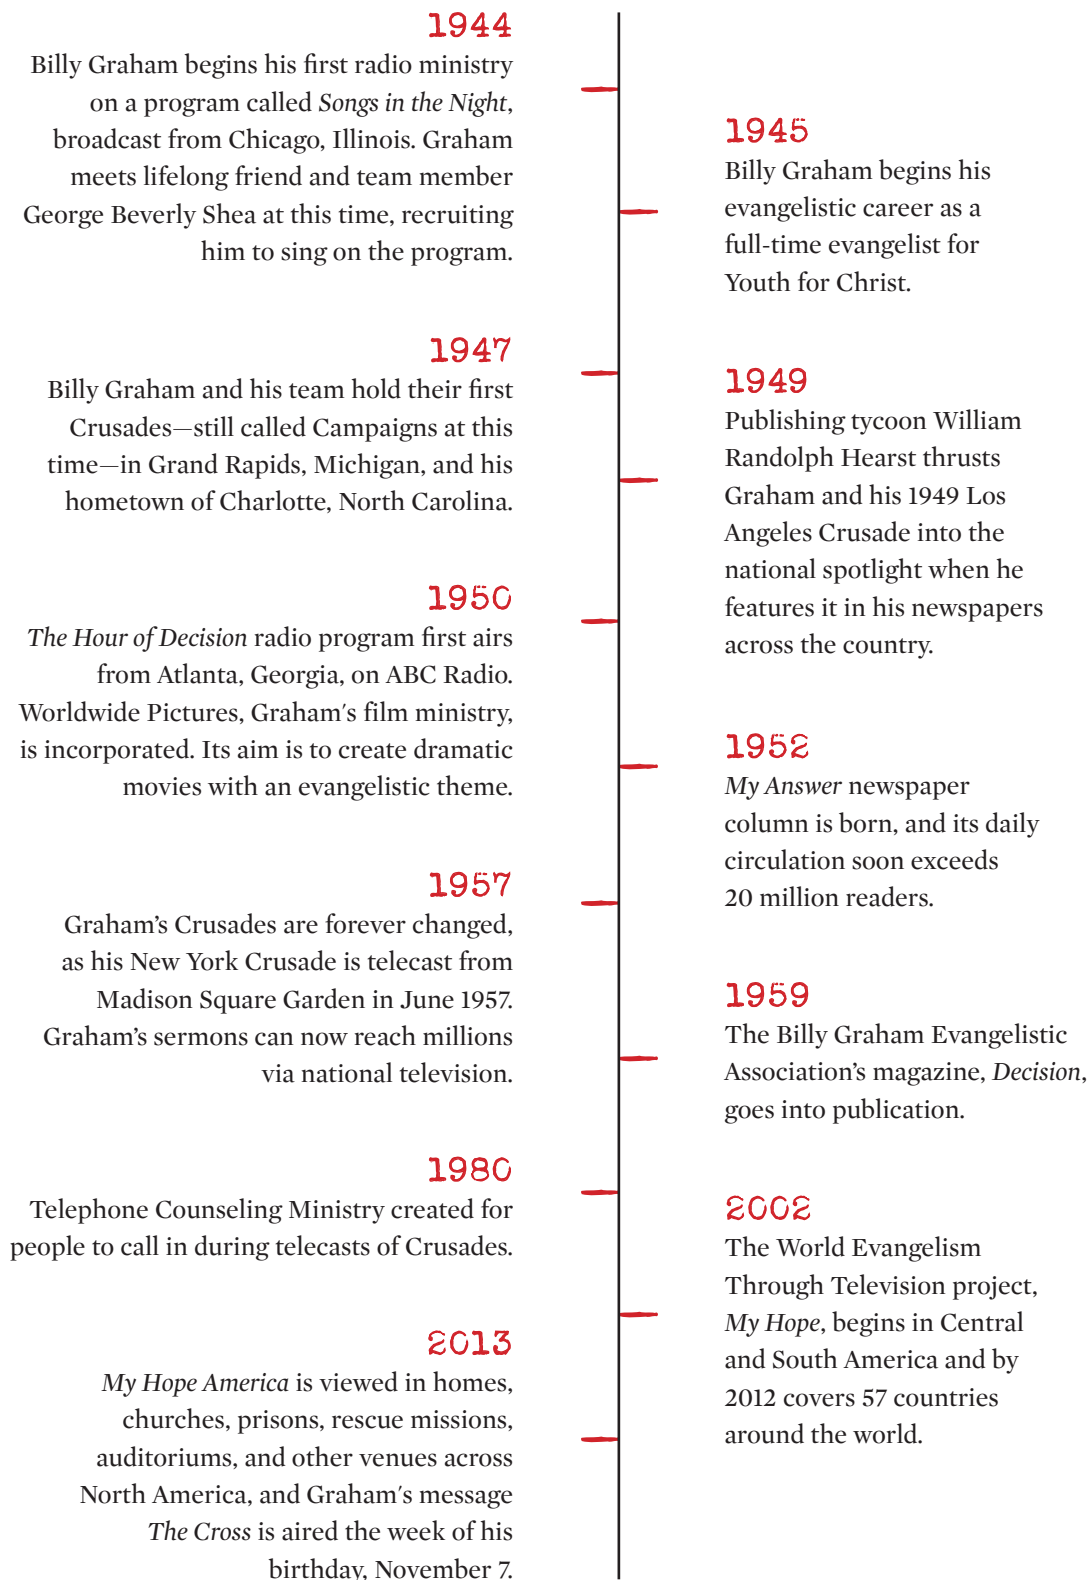 1944
Billy Graham begins his first radio ministry
on a program called Songs in the Night,
broadcast from Chicago, Illinois. Graham
meets lifelong friend and team member
George Beverly Shea at this time, recruiting
him to sing on the program.
1945
Billy Graham begins his
evangelistic career as a
full-time evangelist for
Youth for Christ.
1947
Billy Graham and his team hold their first
Crusades—still called Campaigns at this
time—in Grand Rapids, Michigan, and his
hometown of Charlotte, North Carolina.
1949
Publishing tycoon William
Randolph Hearst thrusts
Graham and his 1949 Los
Angeles Crusade into the
national spotlight when he
features it in his newspapers
across the country.
1950
The Hour of Decision radio program first airs
from Atlanta, Georgia, on ABC Radio.
Worldwide Pictures, Graham's film ministry,
is incorporated. Its aim is to create dramatic
movies with an evangelistic theme.
1952
My Answer newspaper
column is born, and its daily
circulation soon exceeds
20 million readers.
1957
Graham’s Crusades are forever changed,
as his New York Crusade is telecast from
Madison Square Garden in June 1957.
Graham’s sermons can now reach millions
via national television.
1959
The Billy Graham Evangelistic
Association’s magazine, Decision,
goes into publication.
1980
Telephone Counseling Ministry created for
people to call in during telecasts of Crusades.
2002
The World Evangelism
Through Television project,
My Hope, begins in Central
and South America and by
2012 covers 57 countries
around the world.
2013
My Hope America is viewed in homes,
churches, prisons, rescue missions,
auditoriums, and other venues across
North America, and Graham's message
The Cross is aired the week of his
birthday, November 7.